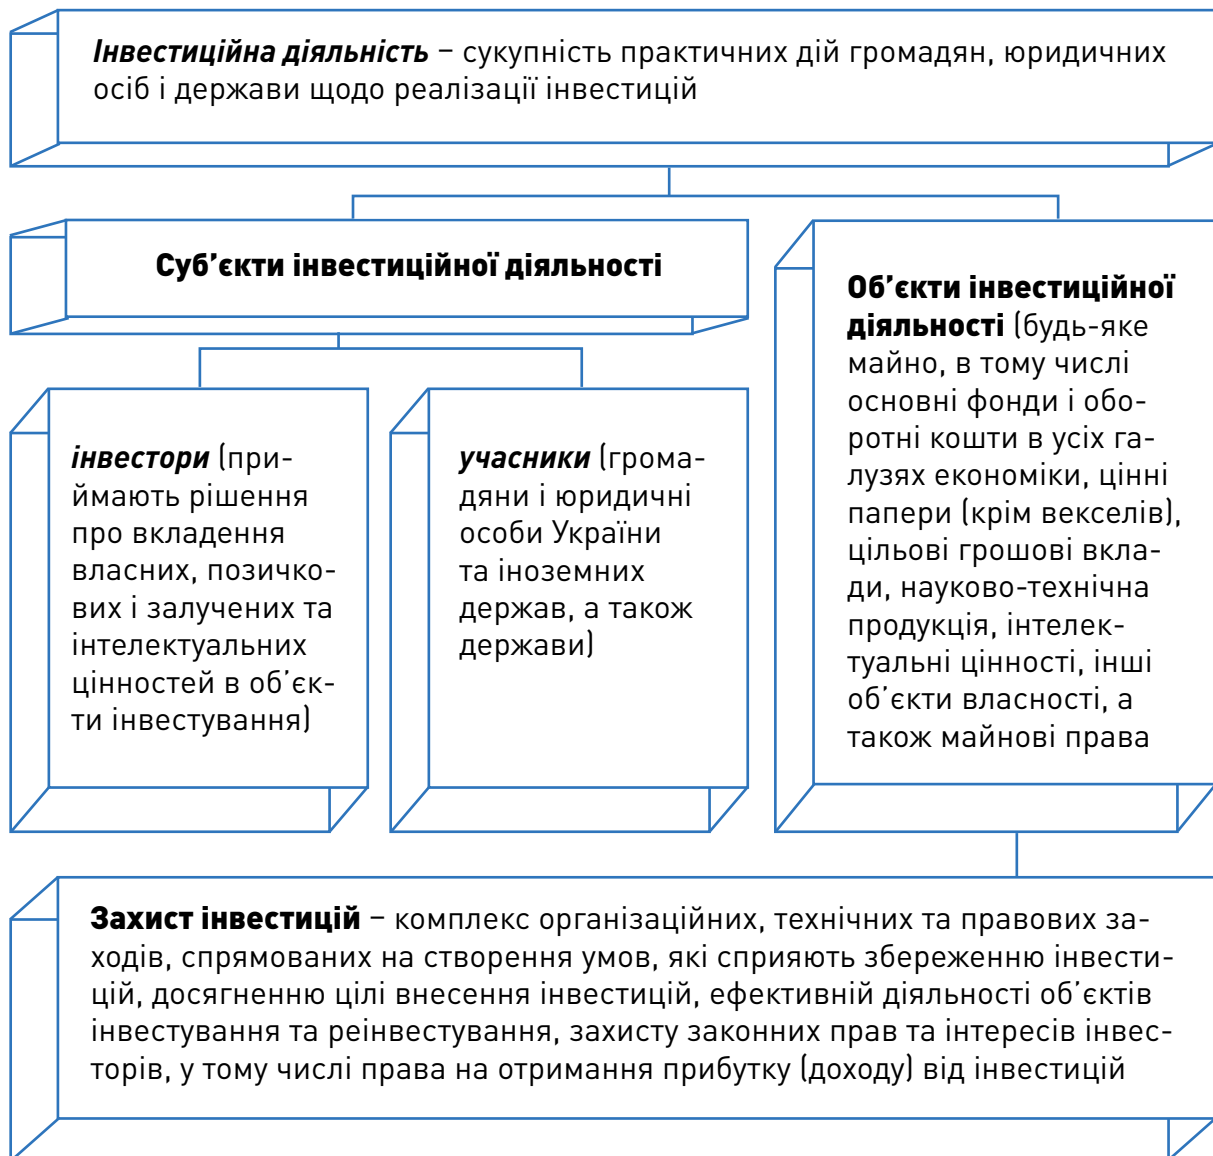 Інвестиційна діяльність – сукупність практичних дій громадян, юридичних
осіб і держави щодо реалізації інвестицій
Суб’єкти інвестиційної діяльності
інвестори (при-
ймають рішення
про вкладення
власних, позичко-
вих і залучених та
інтелектуальних
цінностей в об’єк-
ти інвестування)
учасники (грома-
дяни і юридичні
особи України
та іноземних
держав, а також
держави)
Об’єкти інвестиційної
діяльності (будь-яке
майно, в тому числі
основні фонди і обо-
ротні кошти в усіх га-
лузях економіки, цінні
папери (крім векселів),
цільові грошові вкла-
ди, науково-технічна
продукція, інтелек-
туальні цінності, інші
об’єкти власності, а
також майнові права
Захист інвестицій – комплекс організаційних, технічних та правових за-
ходів, спрямованих на створення умов, які сприяють збереженню інвести-
цій, досягненню цілі внесення інвестицій, ефективній діяльності об’єктів
інвестування та реінвестування, захисту законних прав та інтересів інвес-
торів, у тому числі права на отримання прибутку (доходу) від інвестицій